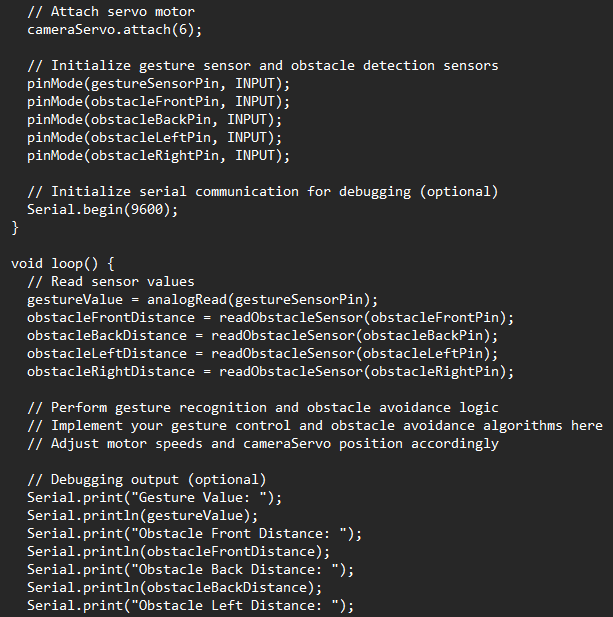 // Attach servo motor
cameraServo.attach(6);
// Initialize gesture sensor and obstacle detection sensors
pinMode(gestureSensorPin, INPUT);
pinMode(obstacleFrontPin, INPUT);
pinMode(obstacleBackPin, INPUT);
pinMode(obstacleLeftPin, INPUT);
pinMode(obstacleRightPin, INPUT);
// Initialize serial communication for debugging (optional)
Serial.begin(9600);
}
void loop() {
// Read sensor values
gestureValue = analogRead(gestureSensorPin);
obstacleFrontDistance = readObstacleSensor(obstacleFrontPin);
obstacleBackDistance = readObstacleSensor(obstacleBackPin);
obstacleLeftDistance = readObstacleSensor(obstacleLeftPin);
obstacleRightDistance = readObstacleSensor(obstacleRightPin);
// Perform gesture recognition and obstacle avoidance logic
// Implement your gesture control and obstacle avoidance algorithms here
// Adjust motor speeds and cameraServo position accordingly
// Debugging output (optional)
Serial.print("Gesture Value: ");
Serial.println(gestureValue);
Serial.print("Obstacle Front Distance: ");
Serial.println(obstacleFrontDistance);
Serial.print("Obstacle Back Distance: ");
Serial.println(obstacleBackDistance);
Serial.print("Obstacle Left Distance: ");